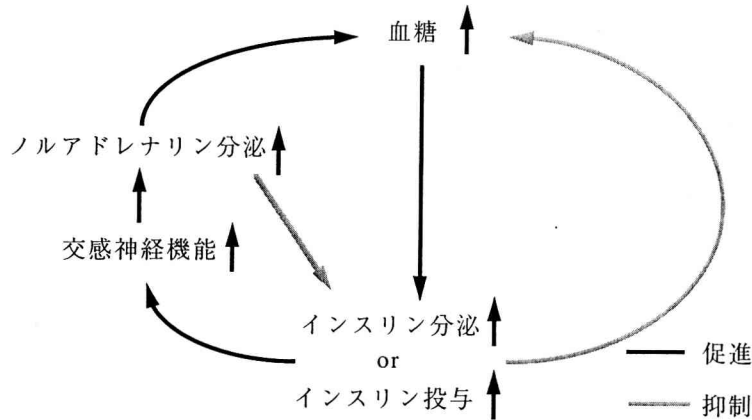 血糖
ノルアドレナリン分泌
交感神経機能
インスリン分泌
or
インスリン投与
促進
抑制